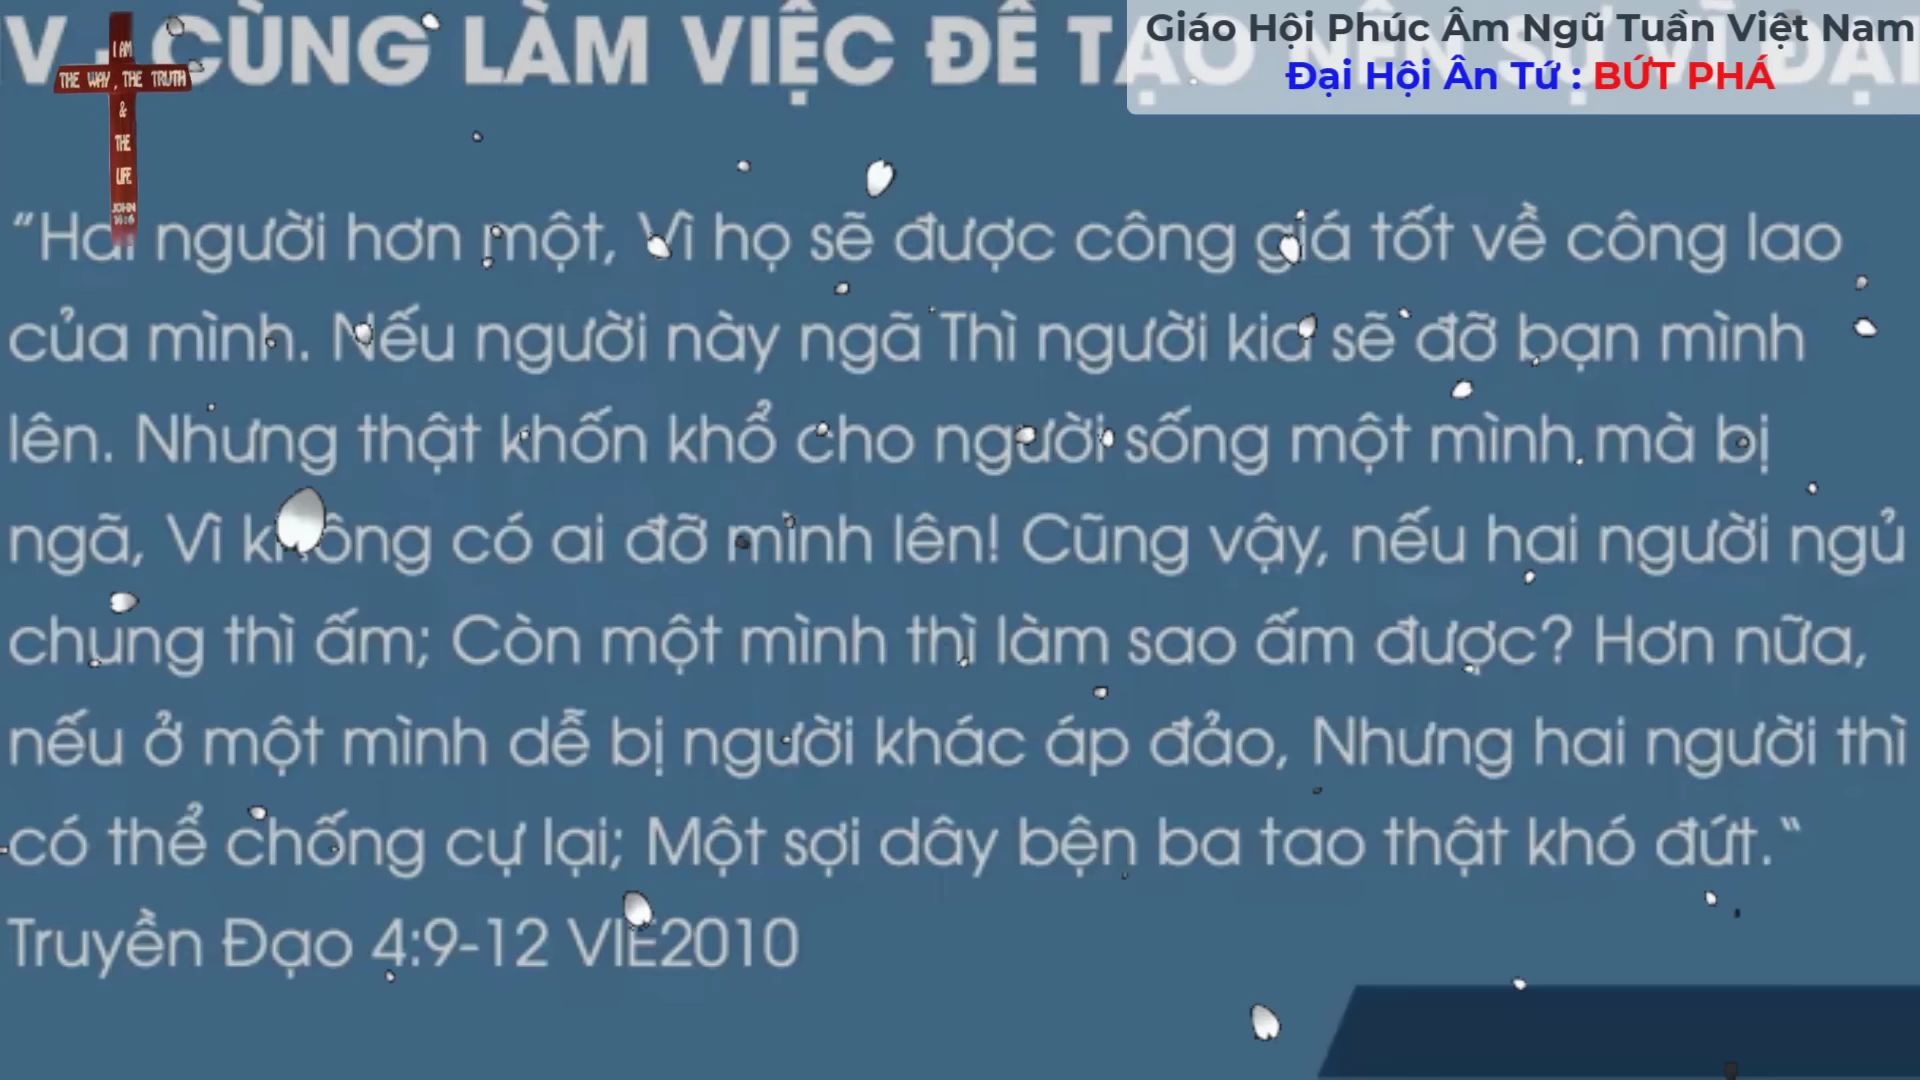 V. CÙNG LÀM VIỆC ĐỂ TẠO NÊN SỰ VĨ ĐẠI
Giáo Hội Phúc Âm Ngũ Tuần Việt Nam
Đại Hội Ân Tứ : BỨT PHÁ
I AM
THE WAY, THE TRUTH
&
THE
LIFE
JOHN
14:6
“Hai người hơn một, Vì họ sẽ được công giá tốt về công lao
của mình. Nếu người này ngã Thì người kia sẽ đỡ bạn mình
lên. Nhưng thật khốn khổ cho người sống một mình mà bị
ngã, Vì không có ai đỡ mình lên! Cũng vậy, nếu hai người ngủ
chung thì ấm; Còn một mình thì làm sao ấm được? Hơn nữa,
nếu ở một mình dễ bị người khác áp đảo, Nhưng hai người thì
có thể chống cự lại; Một sợi dây bện ba tao thật khó đứt.“
Truyền Đạo 4:9-12 VIE2010